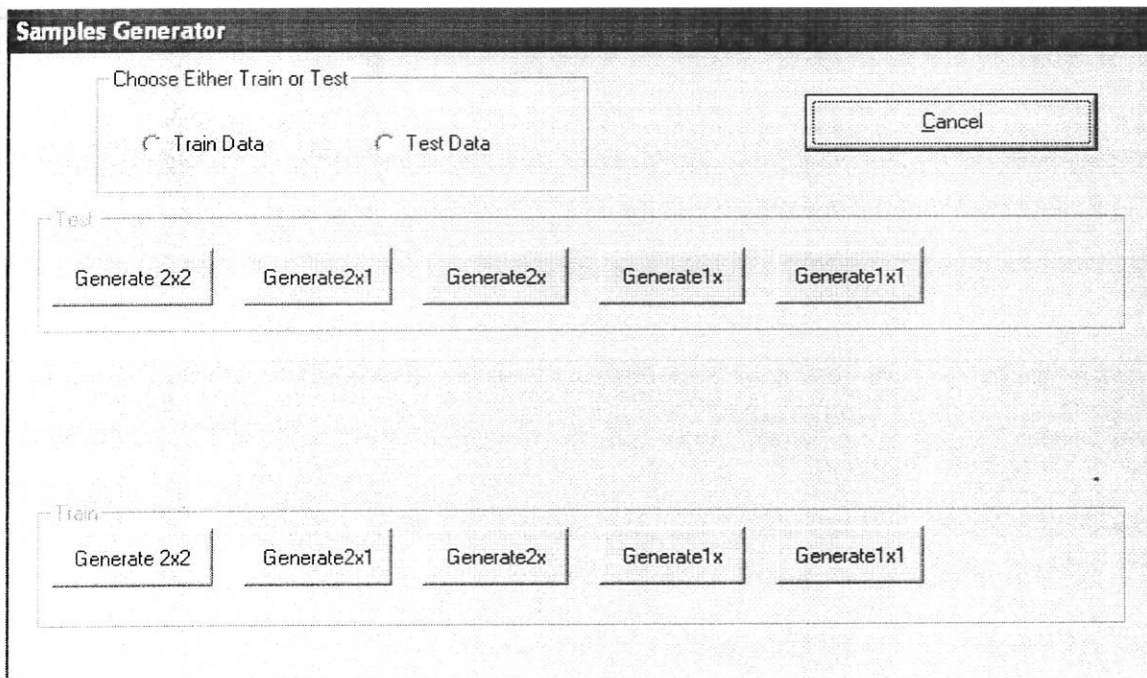 Samples Generator
Choose Either Train or Test
Train Data Test Data
Cancel
Test
Generate 2x2 Generate2x1 Generate2x Generate1x Generate1x1
Train
Generate 2x2 Generate2x1 Generate2x Generate1x Generate1x1